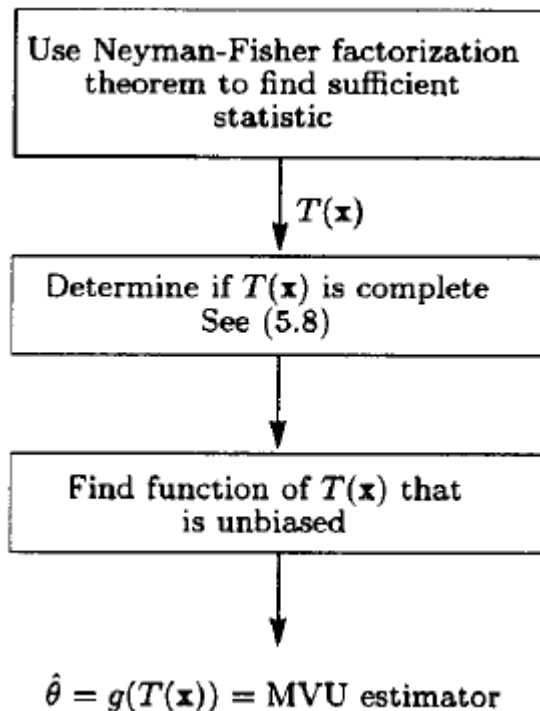 Use Neyman-Fisher factorization
theorem to find sufficient
statistic
T(x)
Determine if T(x) is complete
See (5.8)
Find function of T(x) that
is unbiased
θ̂ = g(T(x)) = MVU estimator